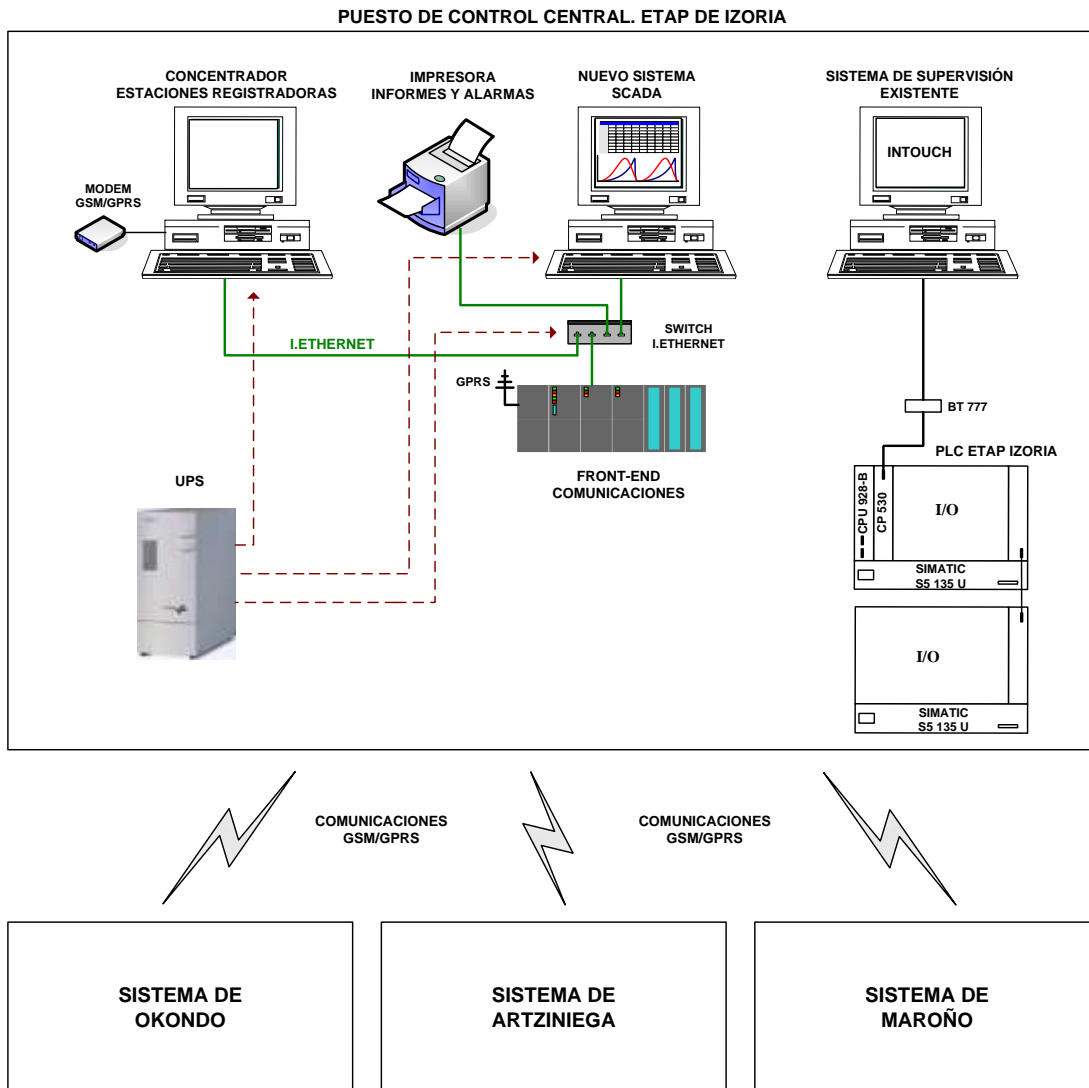 PUESTO DE CONTROL CENTRAL. ETAP DE IZORIA
CONCENTRADOR
ESTACIONES REGISTRADORAS
IMPRESORA
INFORMES Y ALARMAS
NUEVO SISTEMA
SCADA
SISTEMA DE SUPERVISIÓN
EXISTENTE
INTOUCH
MODEM
GSM/GPRS
I.ETHERNET
SWITCH
I.ETHERNET
GPRS
BT 777
PLC ETAP IZORIA
FRONT-END
COMUNICACIONES
UPS
CPU 928-B
CP 530
I/O
SIMATIC
S5 135 U
I/O
SIMATIC
S5 135 U
COMUNICACIONES
GSM/GPRS
COMUNICACIONES
GSM/GPRS
SISTEMA DE
OKONDO
SISTEMA DE
ARTZINIEGA
SISTEMA DE
MAROÑO